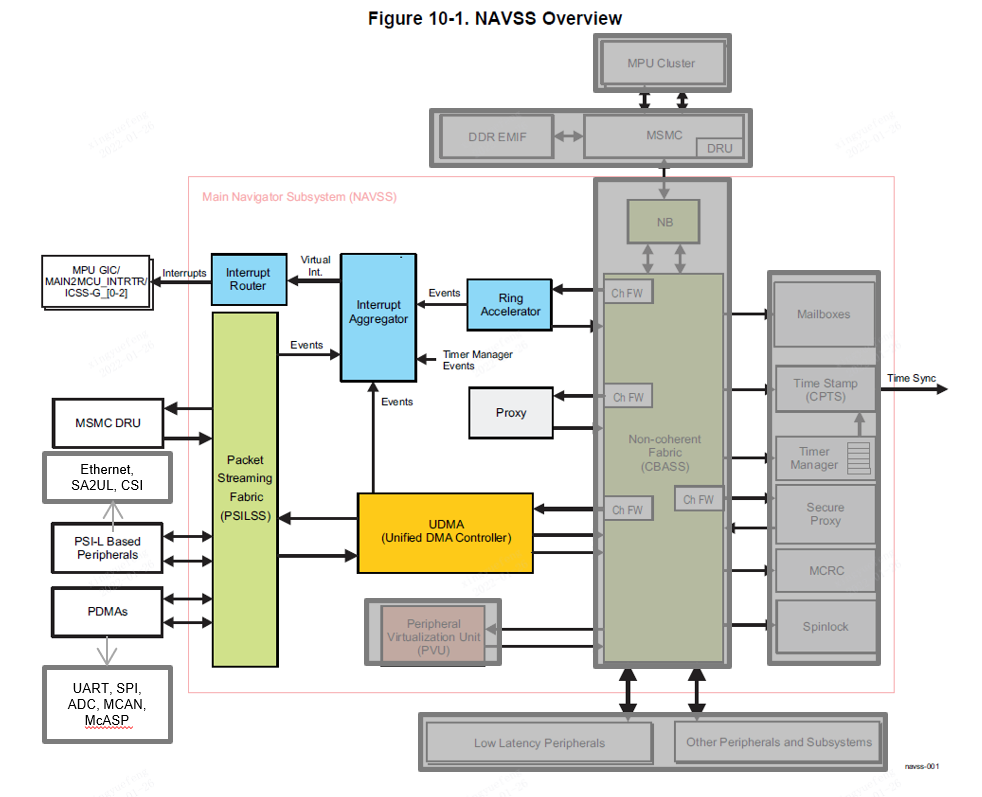 Figure 10-1. NAVSS Overview
MPU Cluster
DDR EMIF
MSMC
DRU
Main Navigator Subsystem (NAVSS)
NB
MPU GIC/
MAIN2MCU_INTRTR/
ICSS-G_[0-2]
Interrupts
Interrupt
Router
Virtual
Int.
Interrupt
Aggregator
Events
Ring
Accelerator
Ch FW
Mailboxes
Events
Timer Manager
Events
Time Stamp
(CPTS)
Time Sync
Events
Proxy
Ch FW
MSMC DRU
Non-coherent
Fabric
(CBASS)
Timer
Manager
Ethernet,
SA2UL, CSI
Packet
Streaming
Fabric
(PSILSS)
UDMA
(Unified DMA Controller)
Ch FW
Ch FW
Secure
Proxy
PSI-L Based
Peripherals
MCRC
PDMAs
Peripheral
Virtualization Unit
(PVU)
Spinlock
UART, SPI,
ADC, MCAN,
McASP
Low Latency Peripherals
Other Peripherals and Subsystems
navss-001